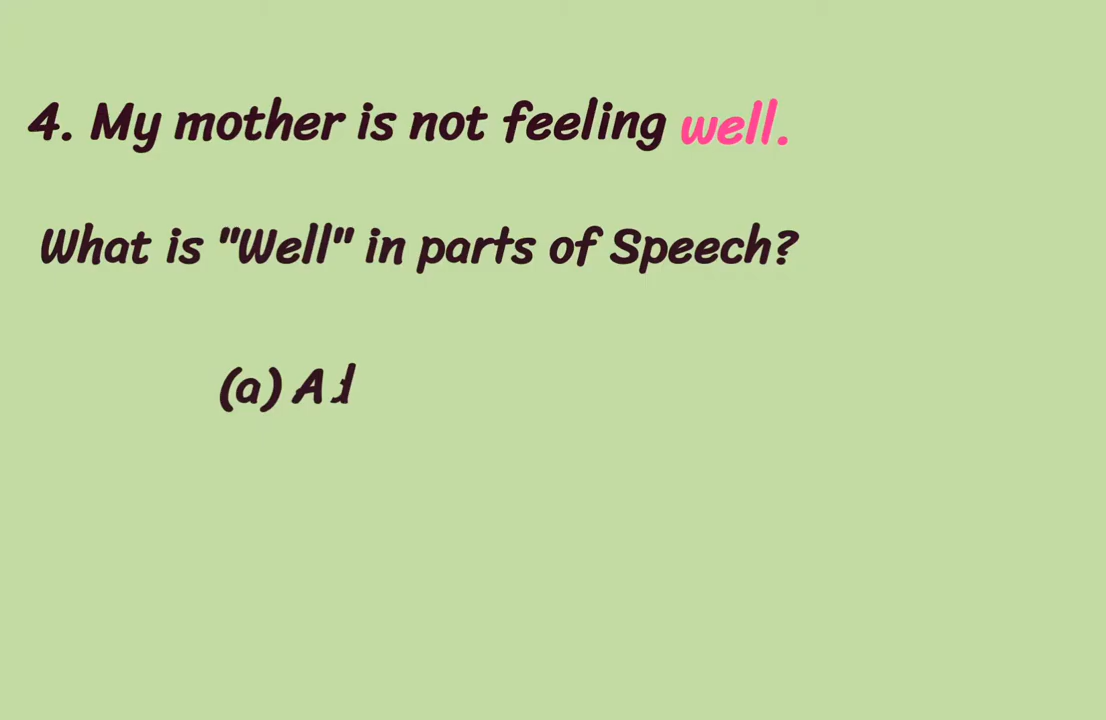 4. My mother is not feeling well.
What is "Well" in parts of Speech?
(a)